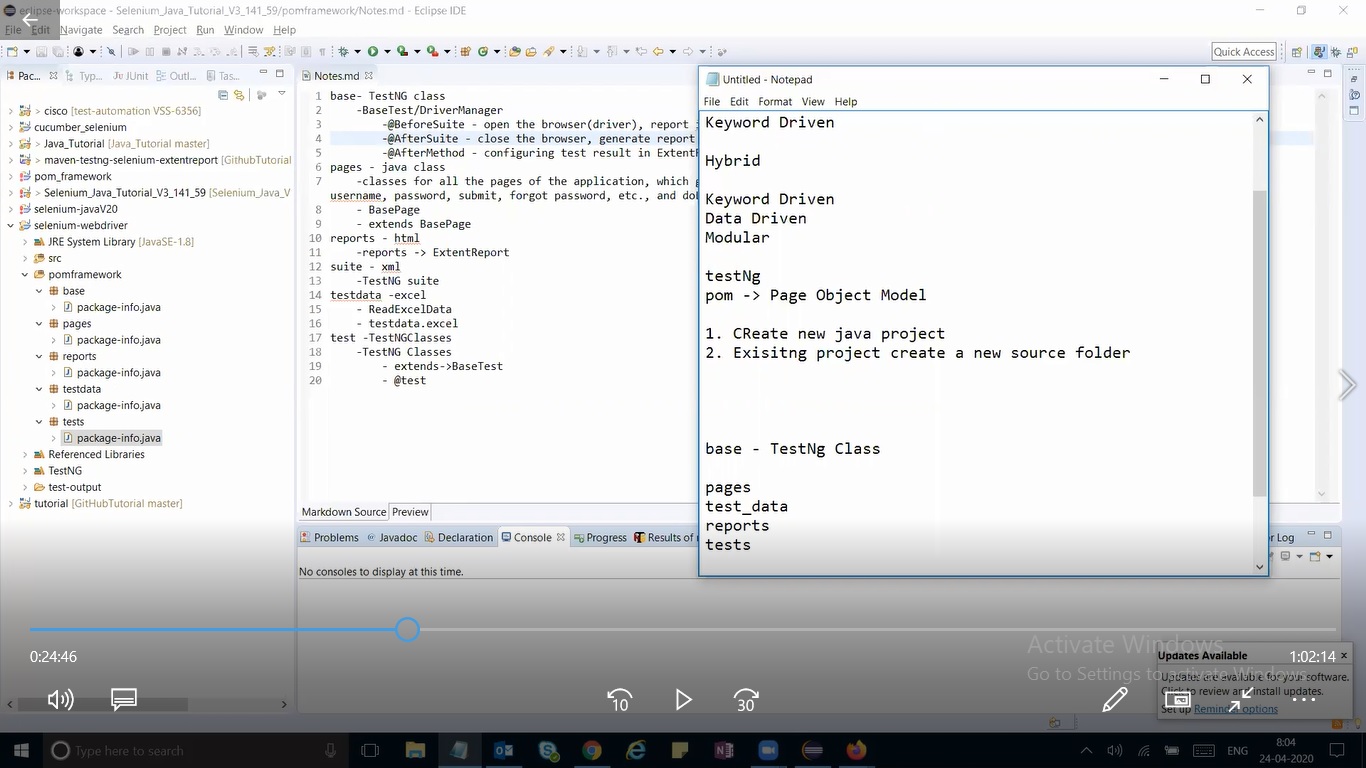 eclipse-workspace - Selenium_Java_Tutorial_V3_141_59/pomframework/Notes.md - Eclipse IDE
File Edit Navigate Search Project Run Window Help
Quick Access
Pac... Typ... JUnit Outl... Tas...
> cisco [test-automation VSS-6356]
cucumber_selenium
> Java_Tutorial [Java_Tutorial master]
> maven-testng-selenium-extentreport [GithubTutorial
pom_framework
> Selenium_Java_Tutorial_V3_141_59 [Selenium_Java_V
selenium-javaV20
selenium-webdriver
JRE System Library [JavaSE-1.8]
src
pomframework
base
package-info.java
pages
package-info.java
reports
package-info.java
testdata
package-info.java
tests
package-info.java
Referenced Libraries
TestNG
test-output
tutorial [GitHubTutorial master]
Notes.md
1 base- TestNG class
2 -BaseTest/DriverManager
3 -@BeforeSuite - open the browser(driver), report
4 -@AfterSuite - close the browser, generate report
5 -@AfterMethod - configuring test result in ExtentR
6 pages - java class
7 -classes for all the pages of the application, which
username, password, submit, forgot password, etc., and do
8 - BasePage
9 - extends BasePage
10 reports - html
11 -reports -> ExtentReport
12 suite - xml
13 -TestNG suite
14 testdata -excel
15 - ReadExcelData
16 - testdata.excel
17 test -TestNGClasses
18 -TestNG Classes
19 - extends->BaseTest
20 - @test
Markdown Source Preview
Problems Javadoc Declaration Console Progress Results of
r Log
No consoles to display at this time.
Untitled - Notepad
File Edit Format View Help
Keyword Driven
Hybrid
Keyword Driven
Data Driven
Modular
testNg
pom -> Page Object Model
1. CReate new java project
2. Exisitng project create a new source folder
base - TestNg Class
pages
test_data
reports
tests
0:24:46
1:02:14
10
30
Activate Windows
Go to Settings to activate Windows.
Updates Available
Updates are available for your software.
Click to review and install updates.
Set up Reminder options
Type here to search
ENG
8:04
24-04-2020